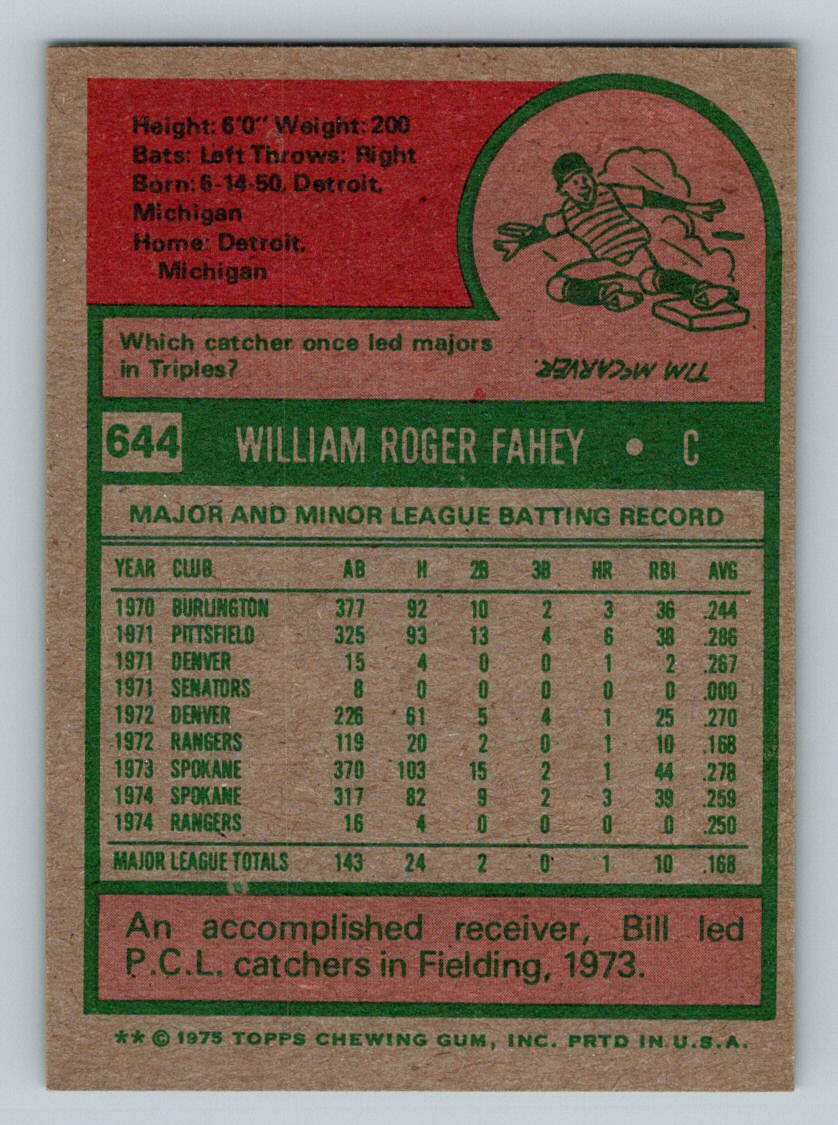 Height: 6'0" Weight: 200
Bats: Left Throws: Right
Born: 6-14-50, Detroit,
Michigan
Home: Detroit,
Michigan
Which catcher once led majors
in Triples?
TIM McCARVER.
644 WILLIAM ROGER FAHEY • C
MAJOR AND MINOR LEAGUE BATTING RECORD
YEAR CLUB AB H 2B 3B HR RBI AVG
1970 BURLINGTON 377 92 10 2 3 36 .244
1971 PITTSFIELD 325 93 13 4 6 38 .286
1971 DENVER 15 4 0 0 1 2 .267
1971 SENATORS 8 0 0 0 0 0 .000
1972 DENVER 226 61 5 4 1 25 .270
1972 RANGERS 119 20 2 0 1 10 .168
1973 SPOKANE 370 103 15 2 1 44 .278
1974 SPOKANE 317 82 9 2 3 39 .259
1974 RANGERS 16 4 0 0 0 0 .250
MAJOR LEAGUE TOTALS 143 24 2 0 1 10 .168
An accomplished receiver, Bill led
P.C.L. catchers in Fielding, 1973.
** © 1975 TOPPS CHEWING GUM, INC. PRTD IN U.S.A.